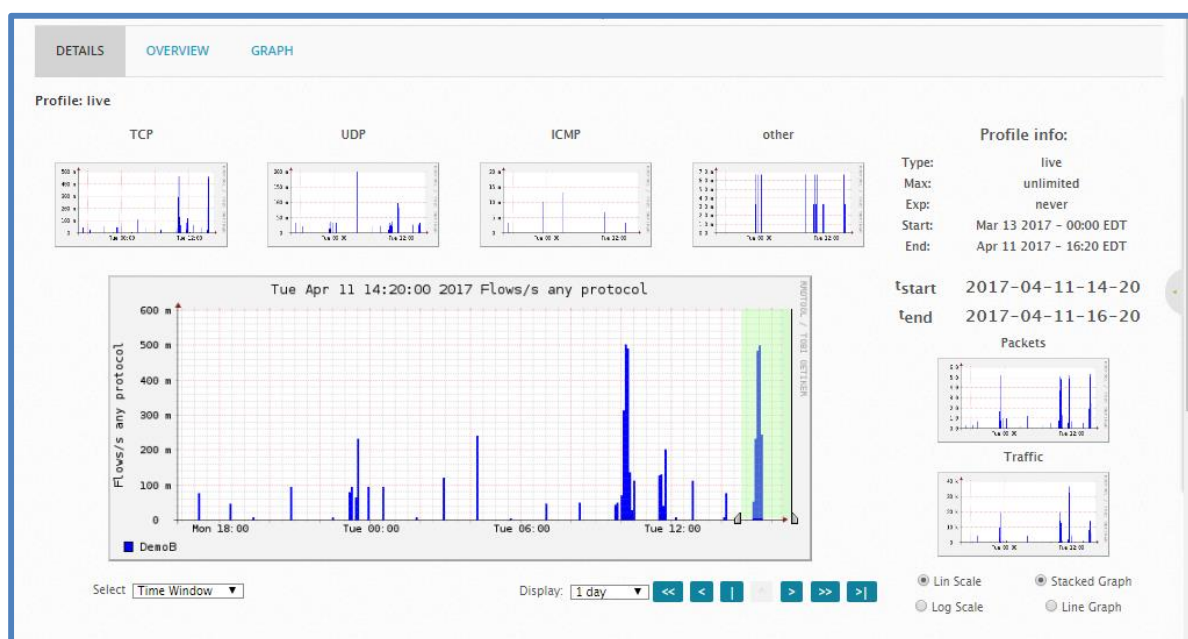 DETAILS OVERVIEW GRAPH
Profile: live
TCP UDP ICMP other
Profile info:
Type: live
Max: unlimited
Exp: never
Start: Mar 13 2017 - 00:00 EDT
End: Apr 11 2017 - 16:20 EDT
tstart 2017-04-11-14-20
tend 2017-04-11-16-20
Packets
Traffic
Tue Apr 11 14:20:00 2017 Flows/s any protocol
RRDTOOL / TOBI OETIKER
Flows/s any protocol
600 m
500 m
400 m
300 m
200 m
100 m
0
Mon 18:00 Tue 00:00 Tue 06:00 Tue 12:00
DemoB
Select Time Window
Display: 1 day << < | ^ > >> >|
Lin Scale Stacked Graph
Log Scale Line Graph